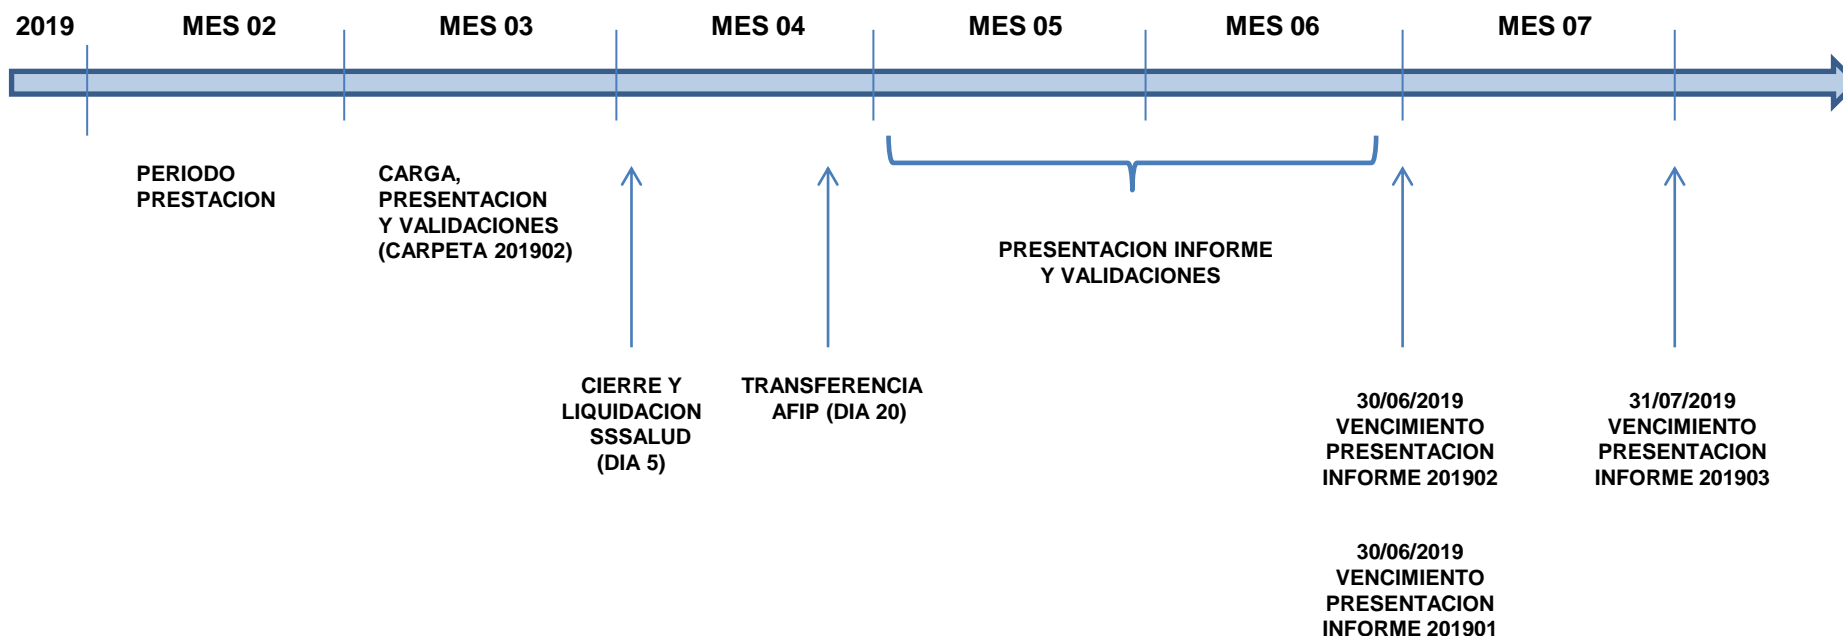 2019 MES 02 MES 03 MES 04 MES 05 MES 06 MES 07
PERIODO
PRESTACION
CARGA,
PRESENTACION
Y VALIDACIONES
(CARPETA 201902)
PRESENTACION INFORME
Y VALIDACIONES
CIERRE Y
LIQUIDACION
SSSALUD
(DIA 5)
TRANSFERENCIA
AFIP (DIA 20)
30/06/2019
VENCIMIENTO
PRESENTACION
INFORME 201902
31/07/2019
VENCIMIENTO
PRESENTACION
INFORME 201903
30/06/2019
VENCIMIENTO
PRESENTACION
INFORME 201901